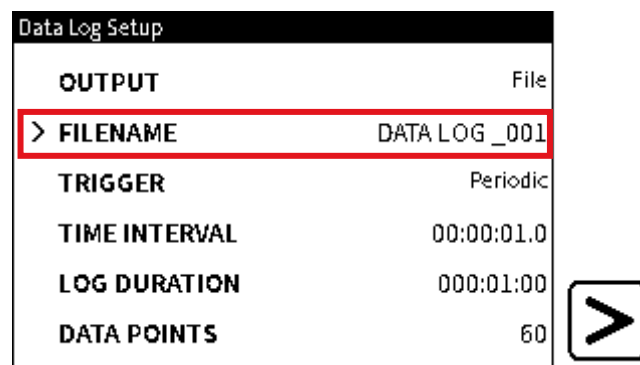 Data Log Setup
OUTPUT File
> FILENAME DATA LOG _001
TRIGGER Periodic
TIME INTERVAL 00:00:01.0
LOG DURATION 000:01:00
DATA POINTS 60
>